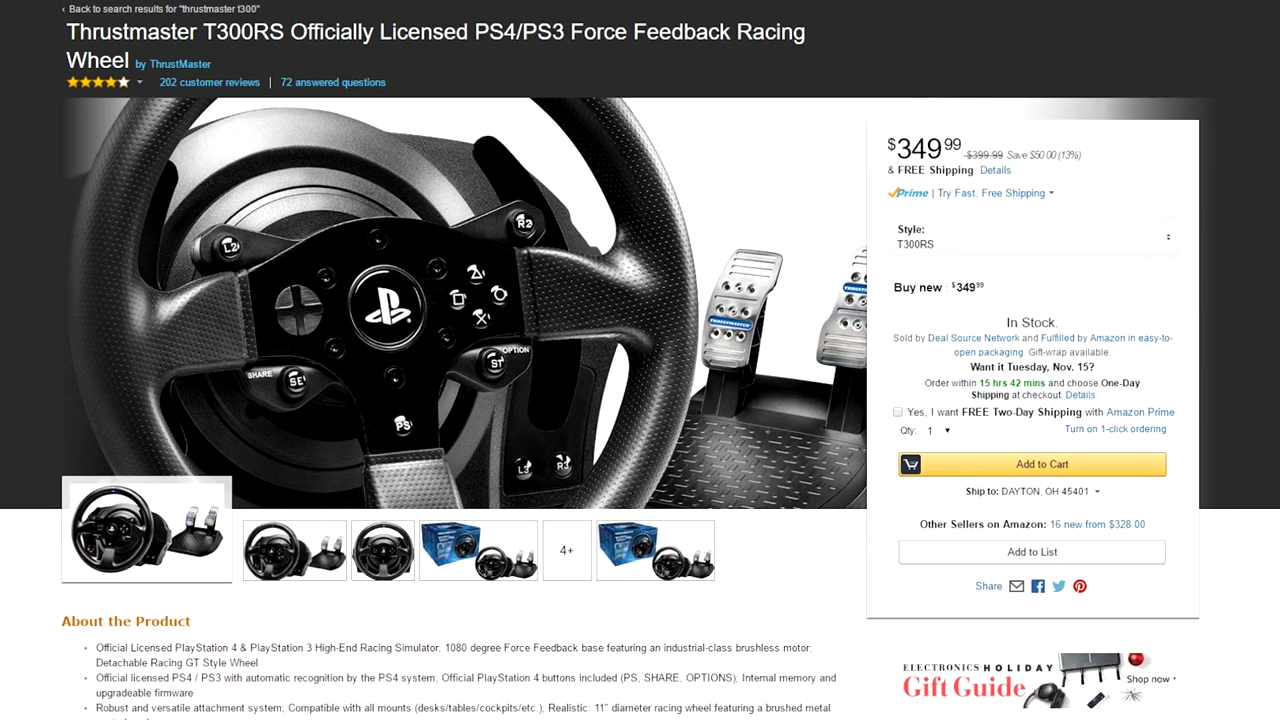 ‹ Back to search results for "thrustmaster t300"
Thrustmaster T300RS Officially Licensed PS4/PS3 Force Feedback Racing
Wheel by ThrustMaster
202 customer reviews | 72 answered questions
L2
R2
SHARE
SE
OPTION
ST
PS
L3
R3
THRUSTMASTER
$349.99 $399.99 Save $50.00 (13%)
& FREE Shipping. Details
Prime | Try Fast, Free Shipping
Style:
T300RS
Buy new : $349.99
In Stock.
Sold by Deal Source Network and Fulfilled by Amazon in easy-
to-open packaging. Gift-wrap available
Want it Tuesday, Nov. 15?
Order within 15 hrs 42 mins and choose One-Day
Shipping at checkout. Details
Yes, I want FREE Two-Day Shipping with Amazon Prime
Qty: 1
Turn on 1-click ordering
Add to Cart
Ship to: DAYTON, OH 45401
Other Sellers on Amazon: 16 new from $328.00
Add to List
Share
4+
About the Product
Official Licensed PlayStation 4 & PlayStation 3 High-End Racing Simulator; 1080 degree Force Feedback base featuring an industrial-class brushless motor;
Detachable Racing GT Style Wheel
Official licensed PS4 / PS3 with automatic recognition by the PS4 system; Official PlayStation 4 buttons included (PS, SHARE, OPTIONS); Internal memory and
upgradeable firmware
Robust and versatile attachment system; Compatible with all mounts (desks/tables/cockpits/etc.); Realistic: 11" diameter racing wheel featuring a brushed metal
ELECTRONICS HOLIDAY
Gift Guide
Shop now